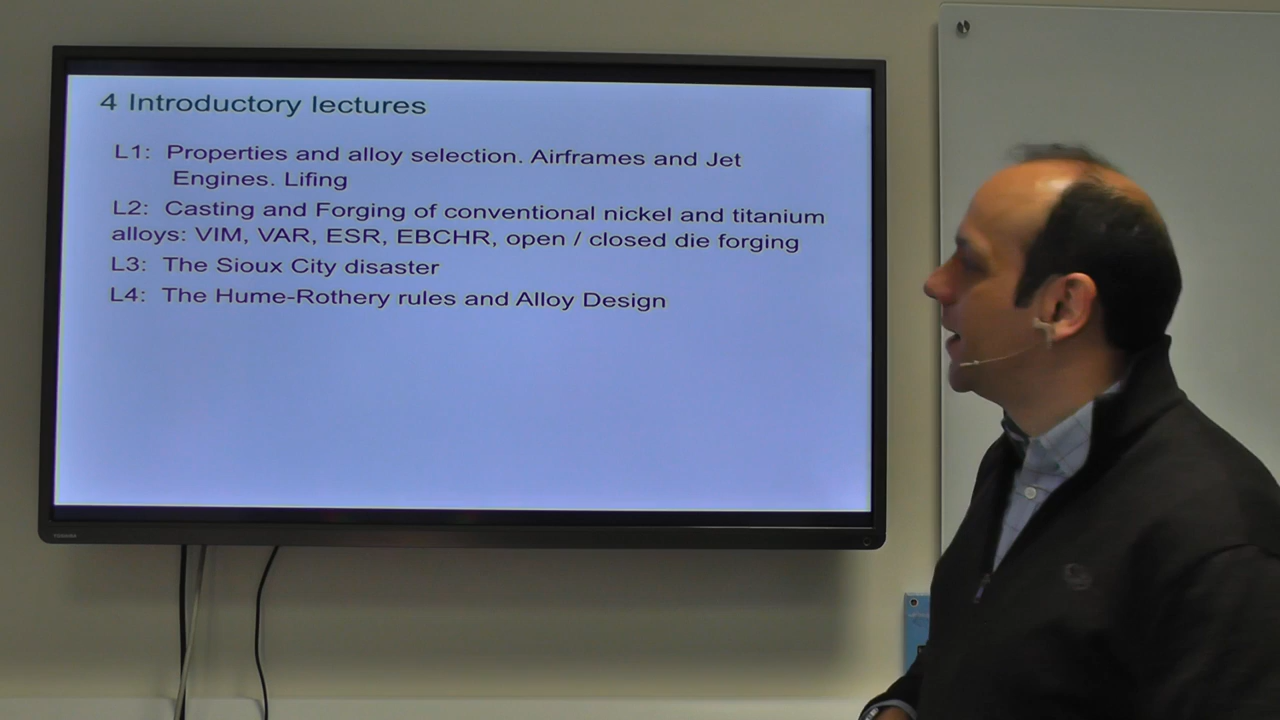 4 Introductory lectures
L1: Properties and alloy selection. Airframes and Jet
Engines. Lifing
L2: Casting and Forging of conventional nickel and titanium
alloys: VIM, VAR, ESR, EBCHR, open / closed die forging
L3: The Sioux City disaster
L4: The Hume-Rothery rules and Alloy Design
TOSHIBA